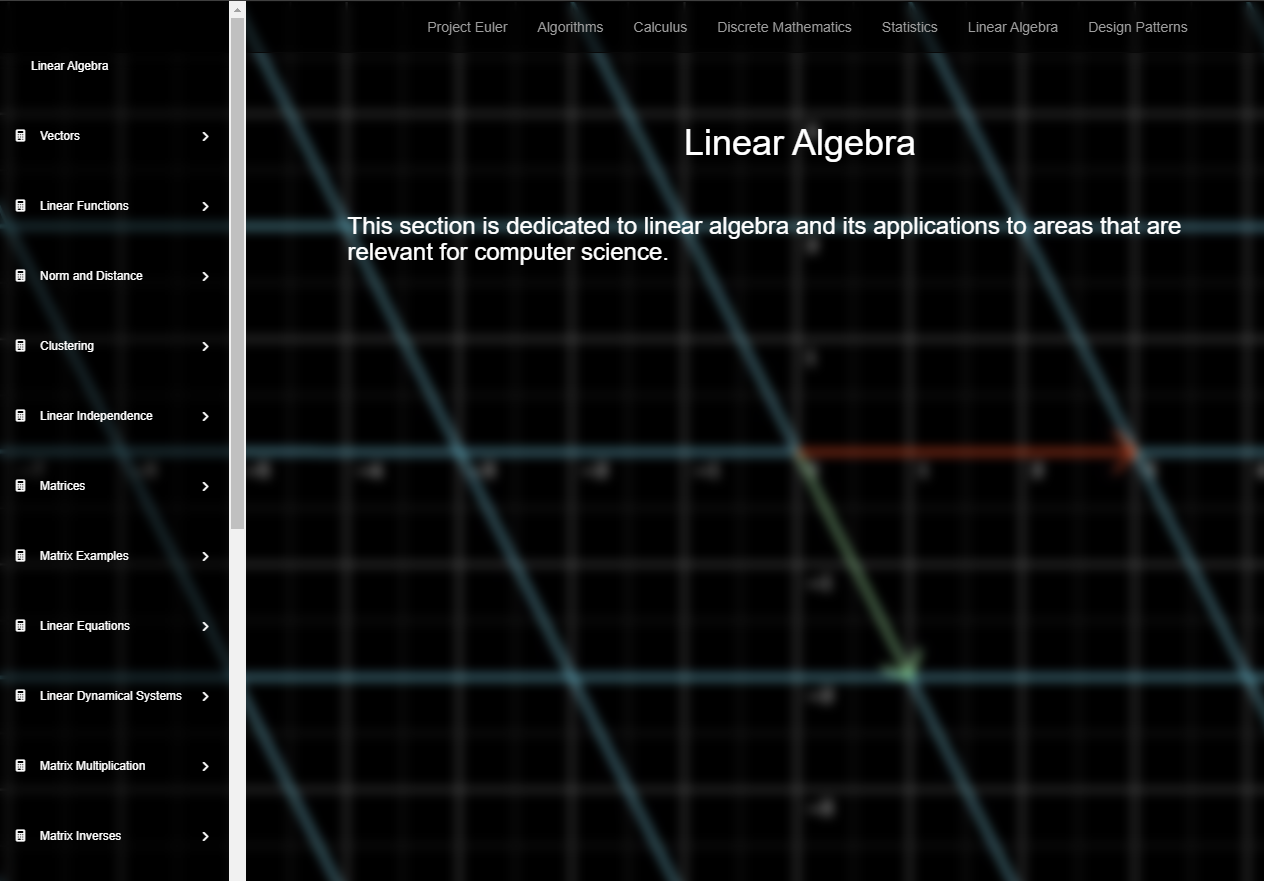 Project Euler Algorithms Calculus Discrete Mathematics Statistics Linear Algebra Design Patterns
Linear Algebra
Vectors
Linear Functions
Norm and Distance
Clustering
Linear Independence
Matrices
Matrix Examples
Linear Equations
Linear Dynamical Systems
Matrix Multiplication
Matrix Inverses
Linear Algebra
This section is dedicated to linear algebra and its applications to areas that are
relevant for computer science.